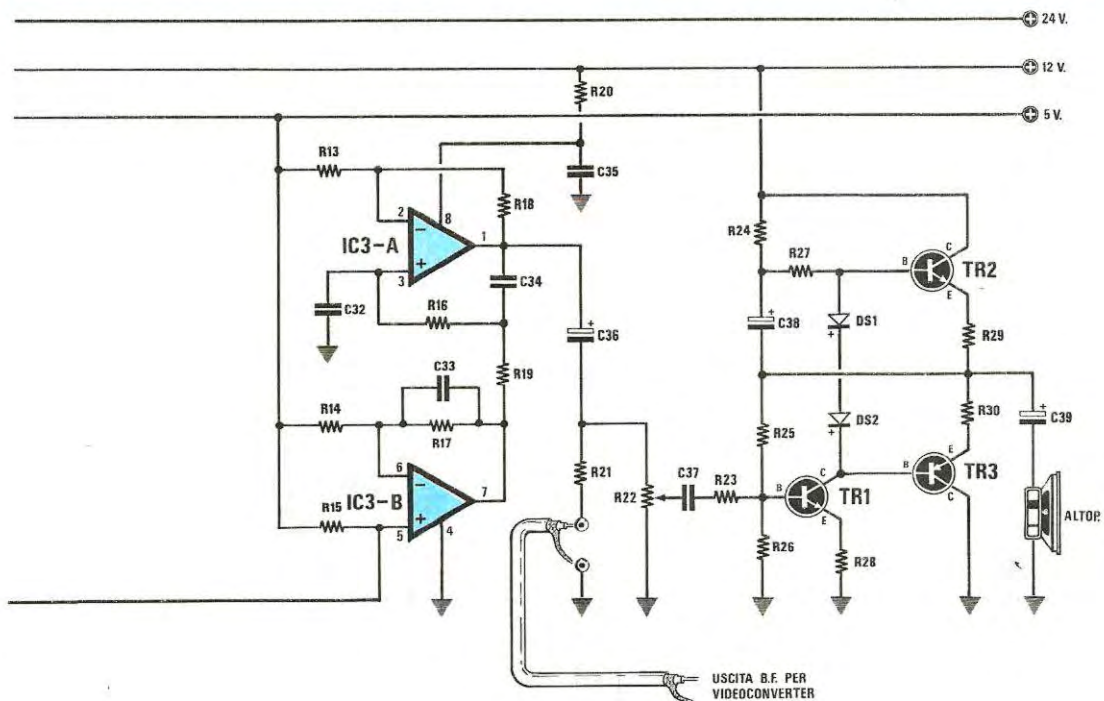 24 V.
12 V.
5 V.
R20
C35
R13
R18
2
8
IC3-A
1
3
C34
C32
R16
C36
C33
R19
R14
R17
6
7
IC3-B
R15
5
4
R21
R22
C37
R23
R24
R27
B
C
TR2
E
C38
DS1
R29
R30
C39
DS2
R25
E
B
C
TR3
B
C
TR1
E
R26
R28
ALTOP.
USCITA B.F. PER
VIDEOCONVERTER